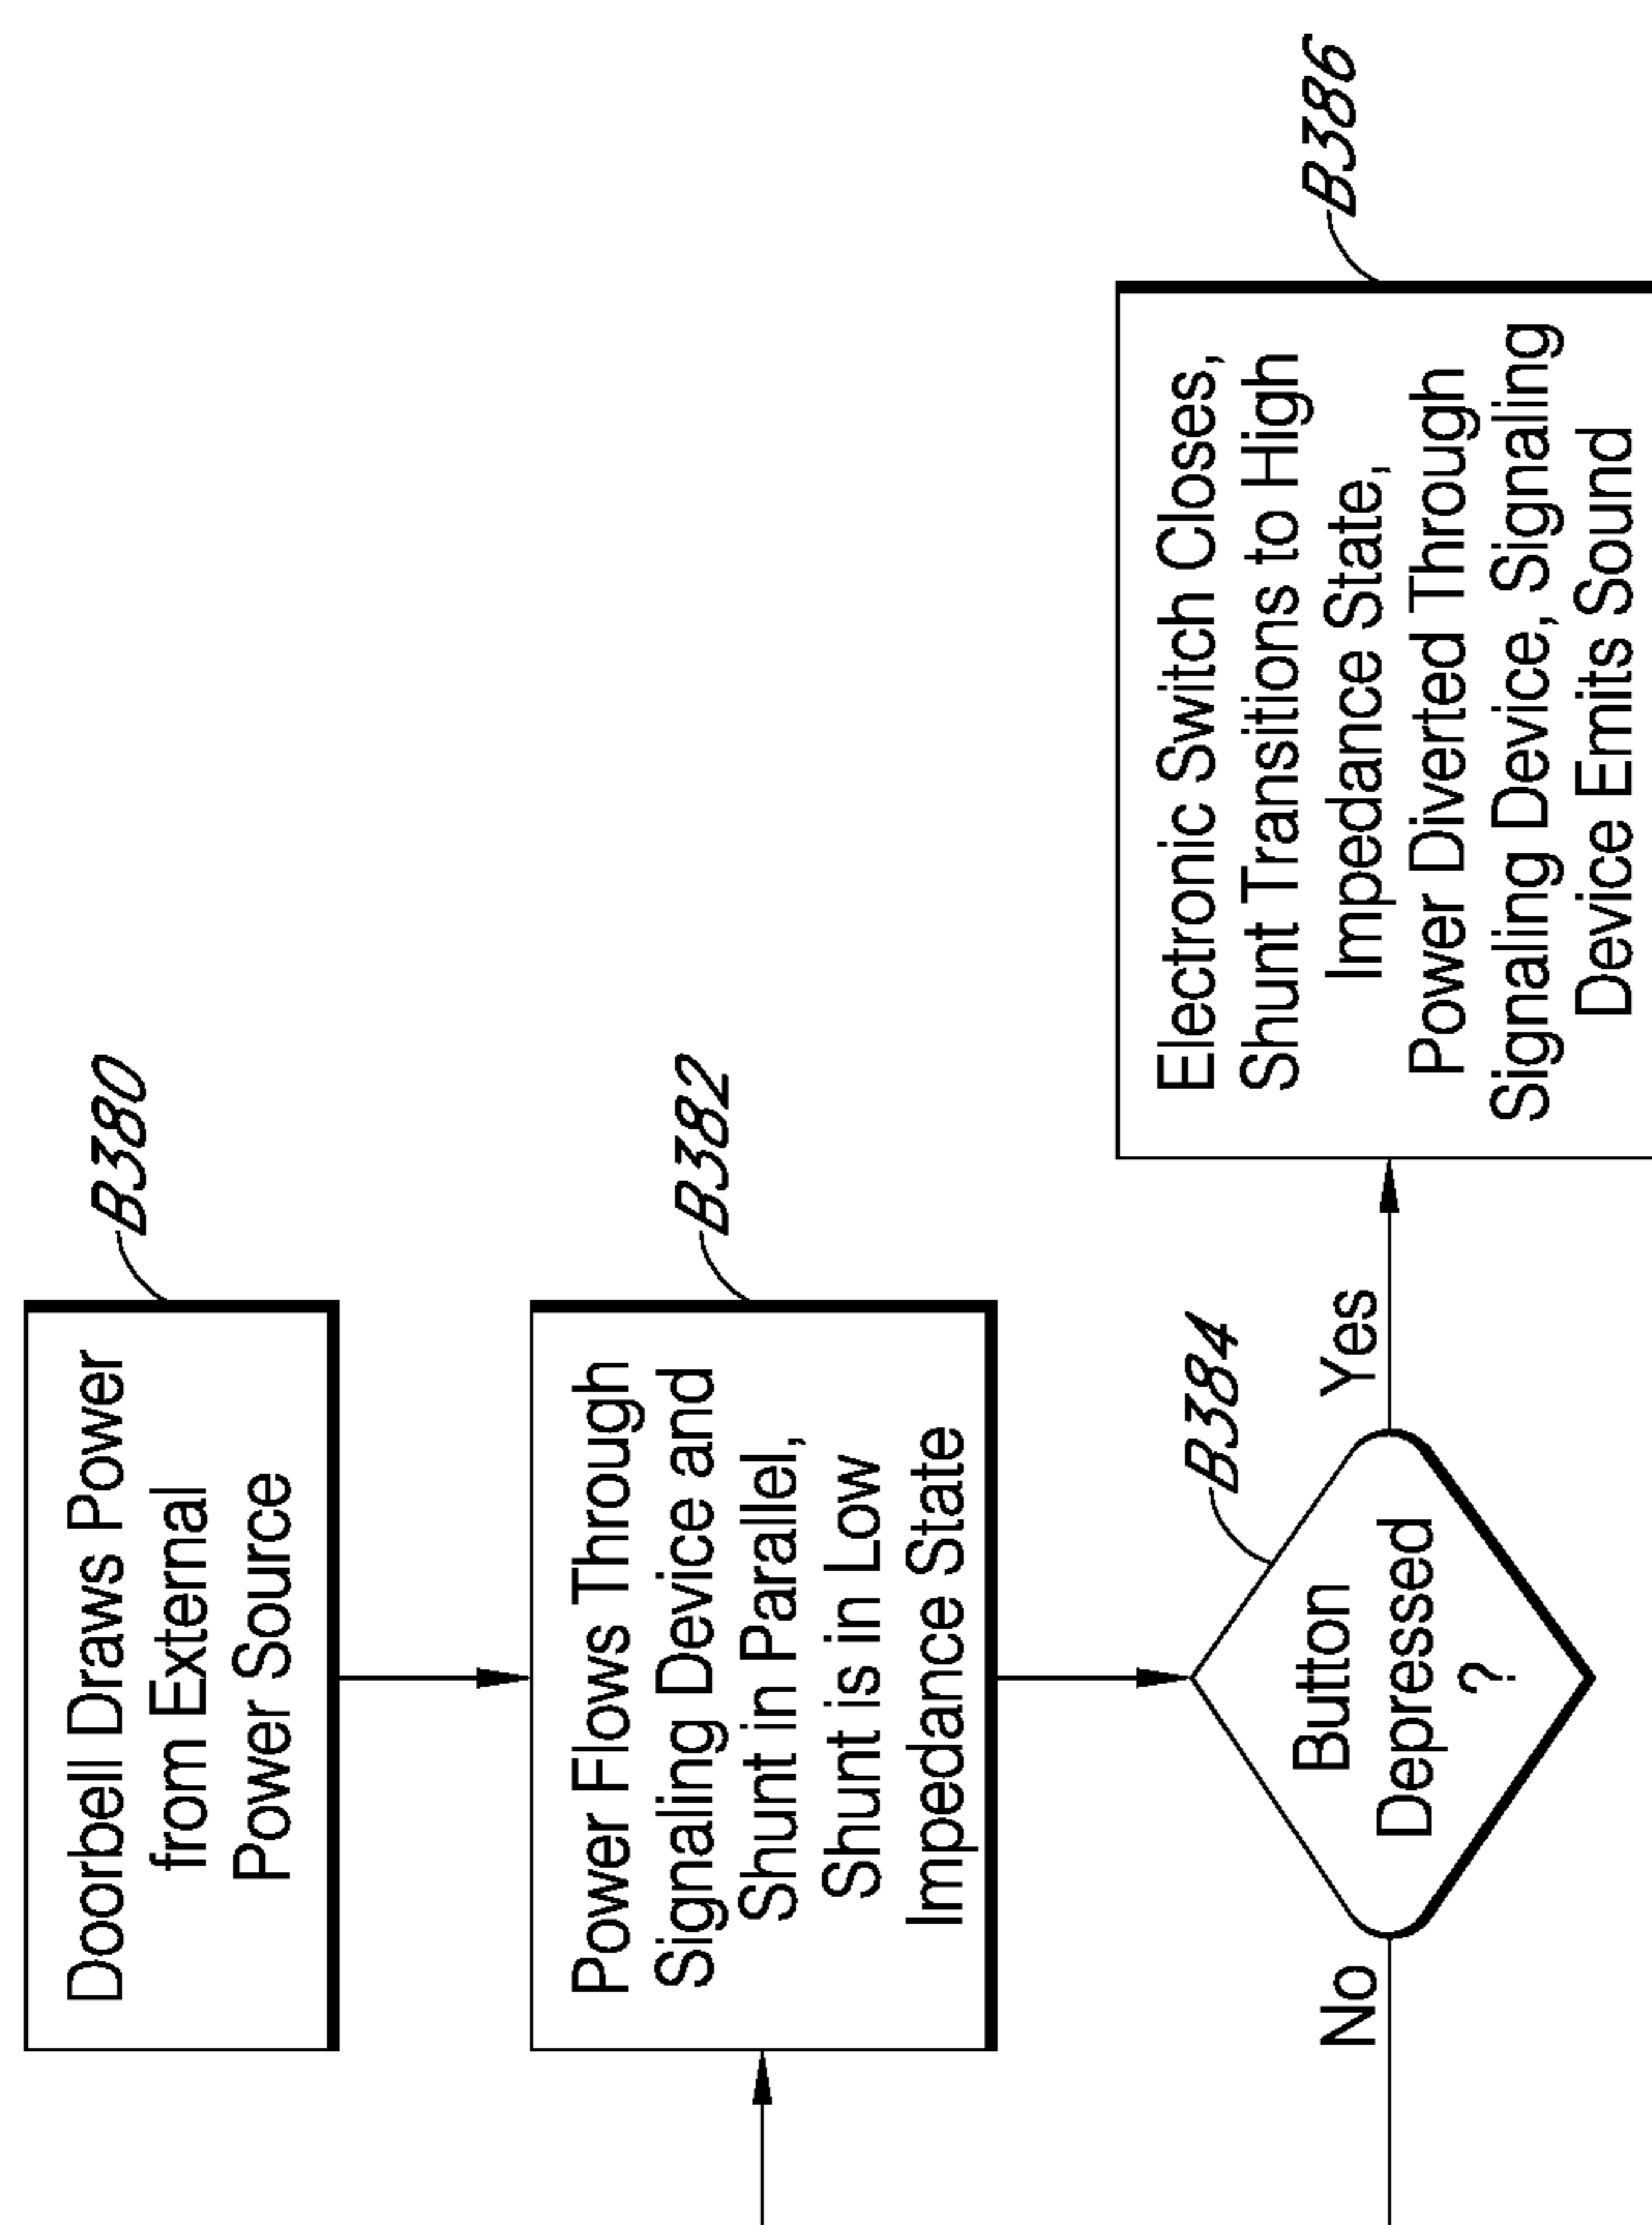 B380
Doorbell Draws Power
from External
Power Source
B382
Power Flows Through
Signaling Device and
Shunt in Parallel,
Shunt is in Low
Impedance State
B384
Button
Depressed
?
No
Yes
B386
Electronic Switch Closes,
Shunt Transitions to High
Impedance State,
Power Diverted Through
Signaling Device, Signaling
Device Emits Sound